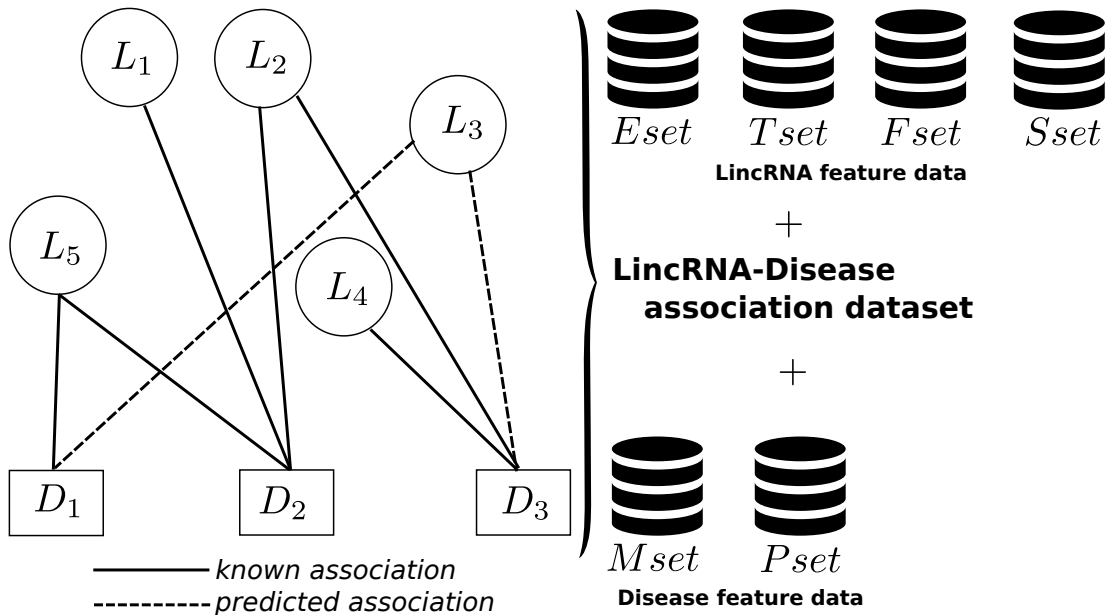 L₁
L₂
L₃
L₅
L₄
D₁
D₂
D₃
known association
predicted association
Eset Tset Fset Sset
LincRNA feature data
+
LincRNA-Disease
association dataset
+
Mset Pset
Disease feature data